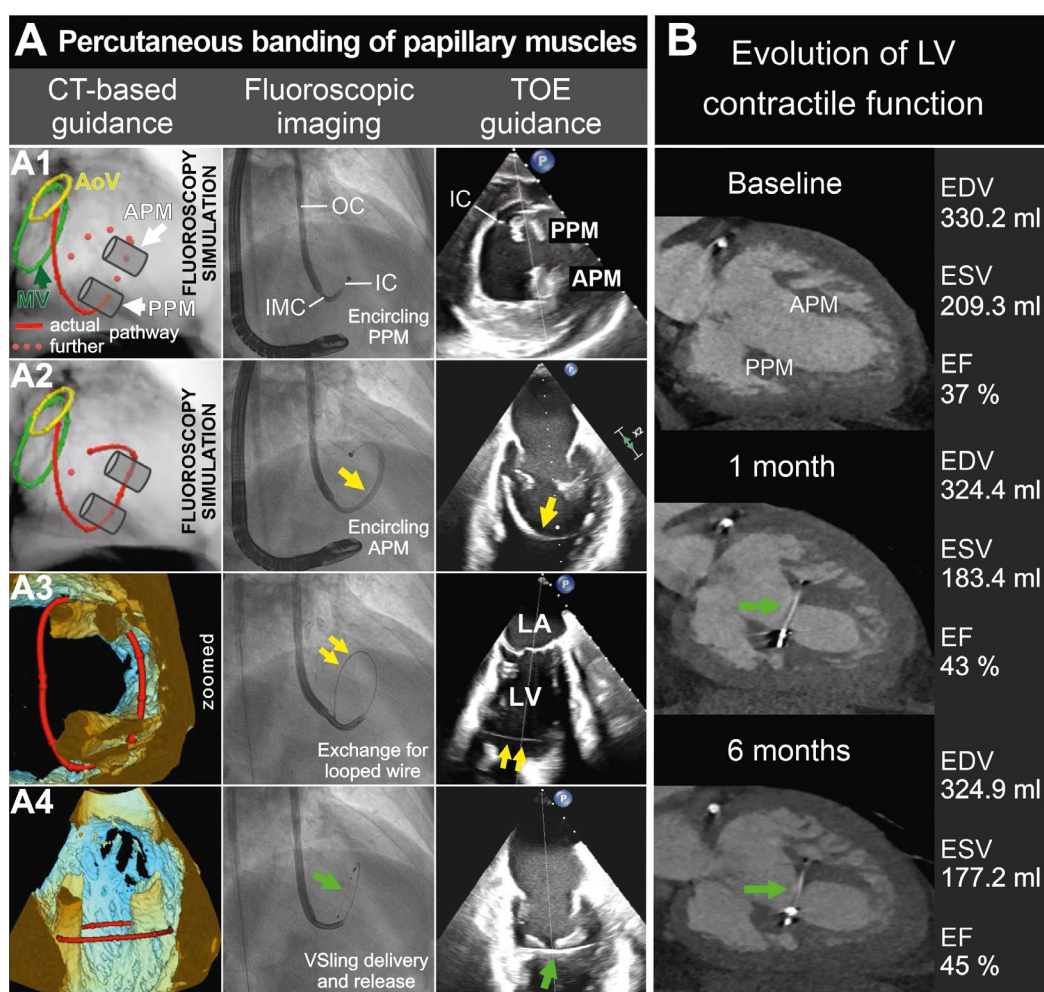 A Percutaneous banding of papillary muscles
CT-based
guidance
Fluoroscopic
imaging
TOE
guidance
A1
AoV
APM
MV
PPM
actual
pathway
further
FLUOROSCOPY
SIMULATION
OC
IC
IMC
Encircling
PPM
P
IC
PPM
APM
A2
FLUOROSCOPY
SIMULATION
Encircling
APM
P
X2
A3
zoomed
Exchange for
looped wire
P
LA
LV
A4
VSling delivery
and release
P
B
Evolution of LV
contractile function
Baseline
APM
PPM
EDV
330.2 ml
ESV
209.3 ml
EF
37 %
1 month
EDV
324.4 ml
ESV
183.4 ml
EF
43 %
6 months
EDV
324.9 ml
ESV
177.2 ml
EF
45 %